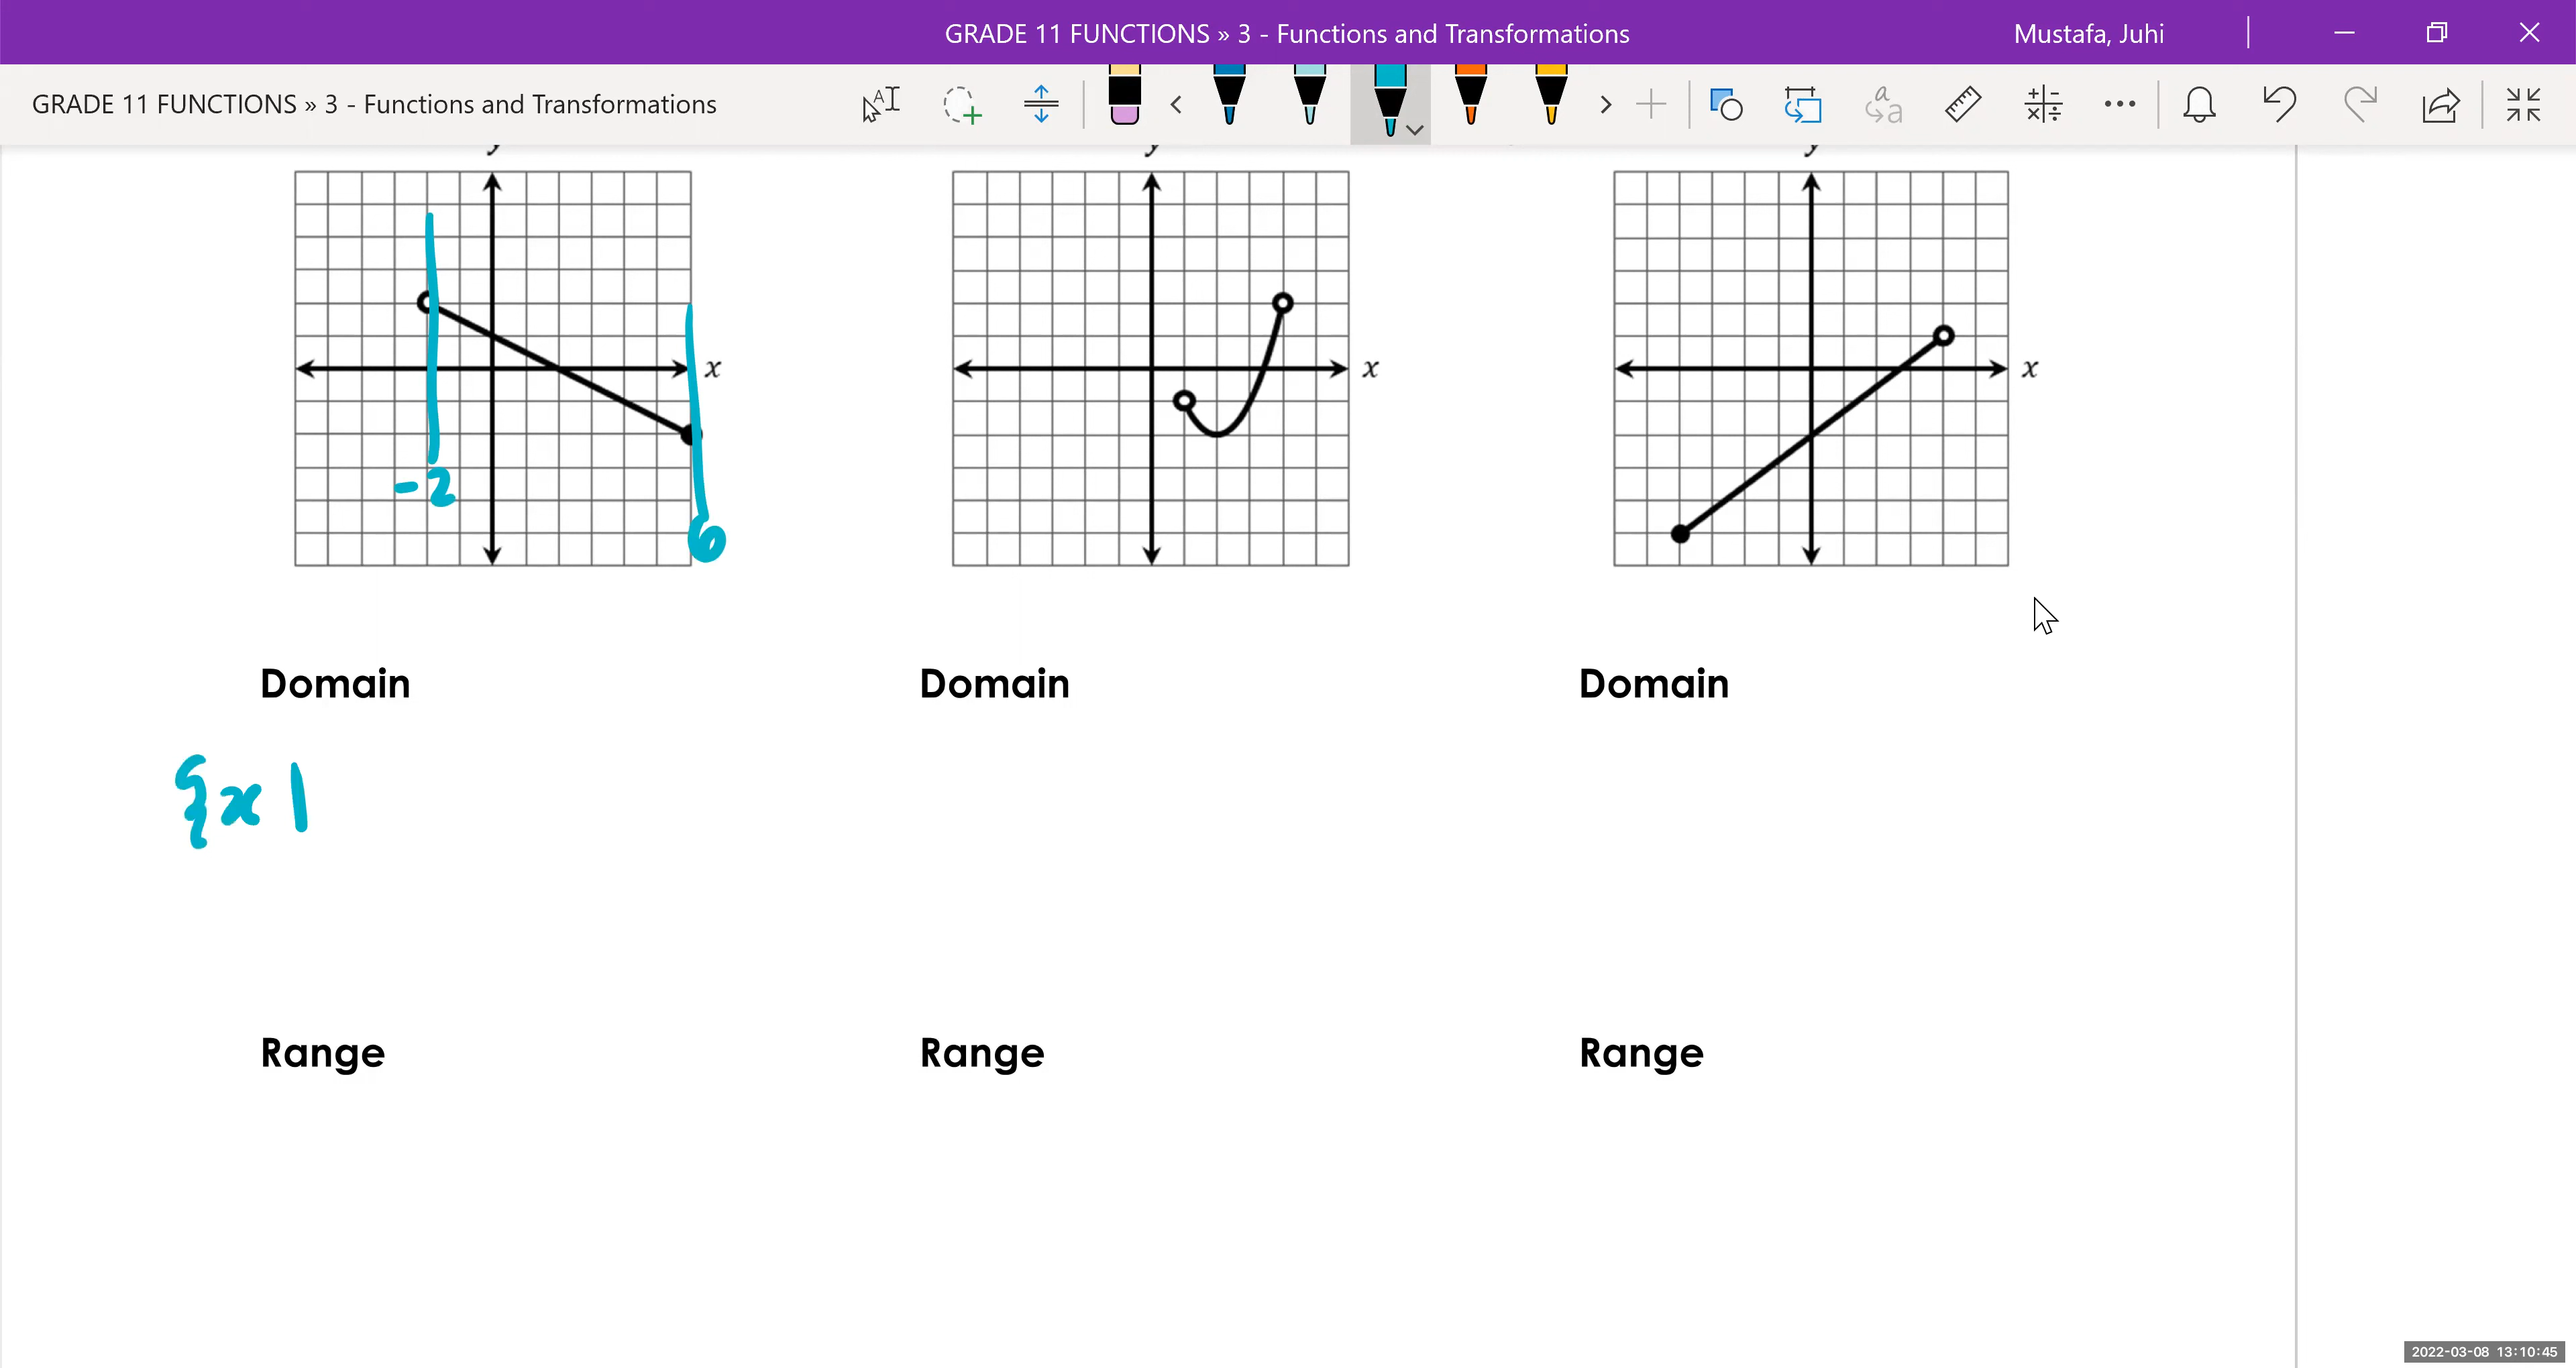 GRADE 11 FUNCTIONS » 3 - Functions and Transformations
Mustafa, Juhi
GRADE 11 FUNCTIONS » 3 - Functions and Transformations
y y y
x x x
-2
6
Domain Domain Domain
{x |
Range Range Range
2022-03-08 13:10:45